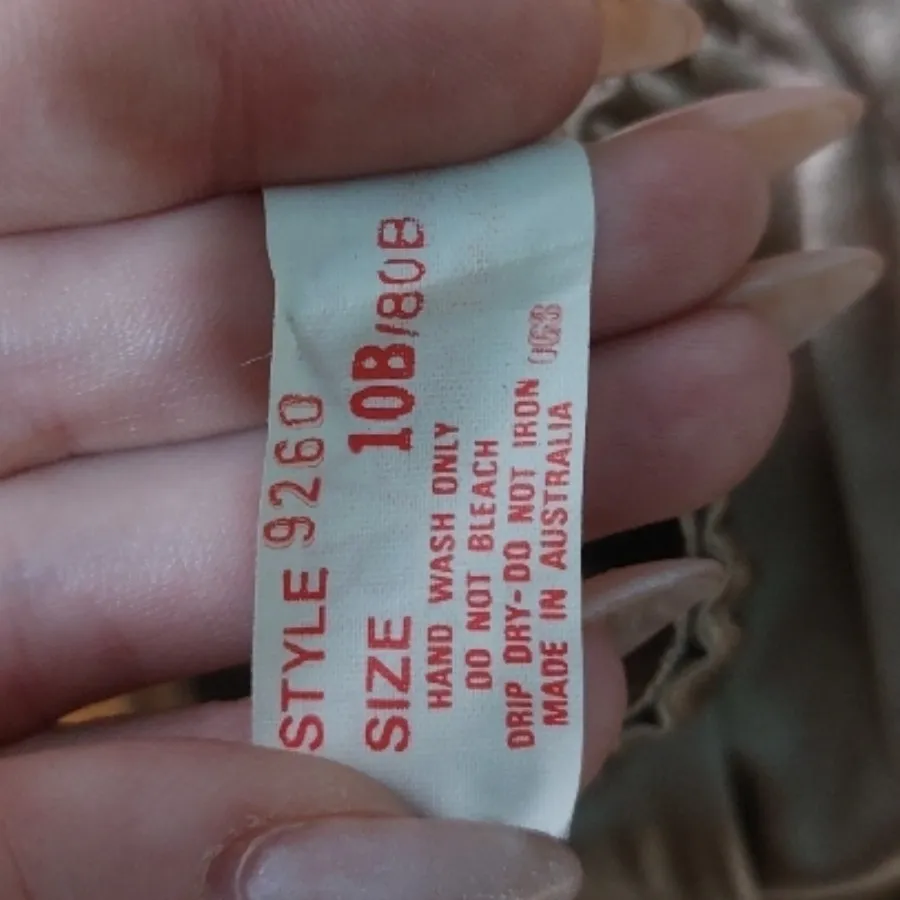 STYLE 9260
SIZE 10B/80B
HAND WASH ONLY
DO NOT BLEACH
DRIP DRY-DO NOT IRON
MADE IN AUSTRALIA